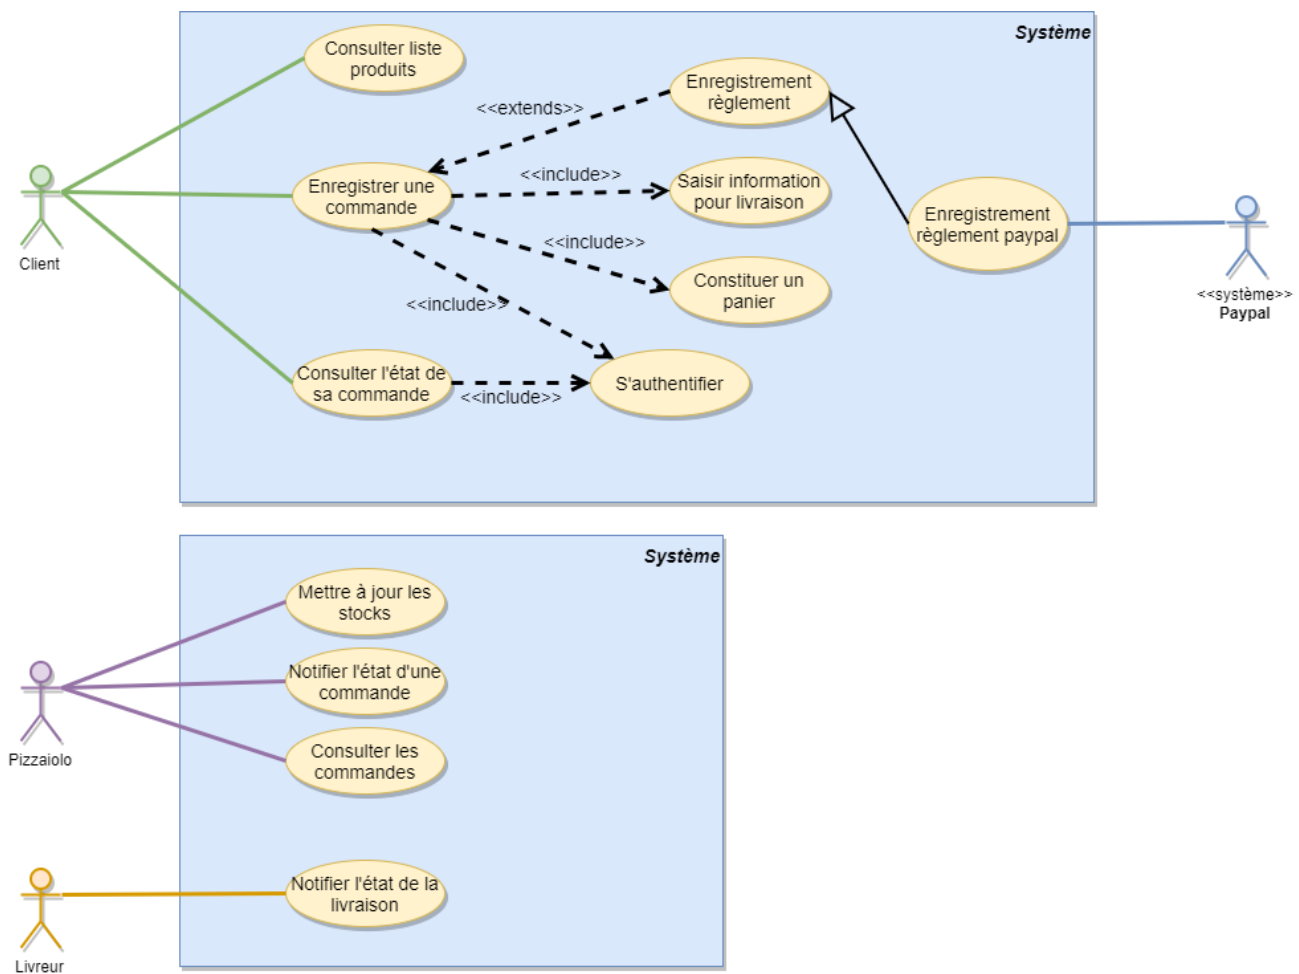 Système
Consulter liste
produits
Enregistrement
règlement
<<extends>>
Enregistrer une
commande
<<include>>
Saisir information
pour livraison
Enregistrement
règlement paypal
<<include>>
Constituer un
panier
<<include>>
Client
<<système>>
Paypal
Consulter l'état de
sa commande
<<include>>
S'authentifier
Système
Mettre à jour les
stocks
Notifier l'état d'une
commande
Consulter les
commandes
Pizzaiolo
Notifier l'état de la
livraison
Livreur